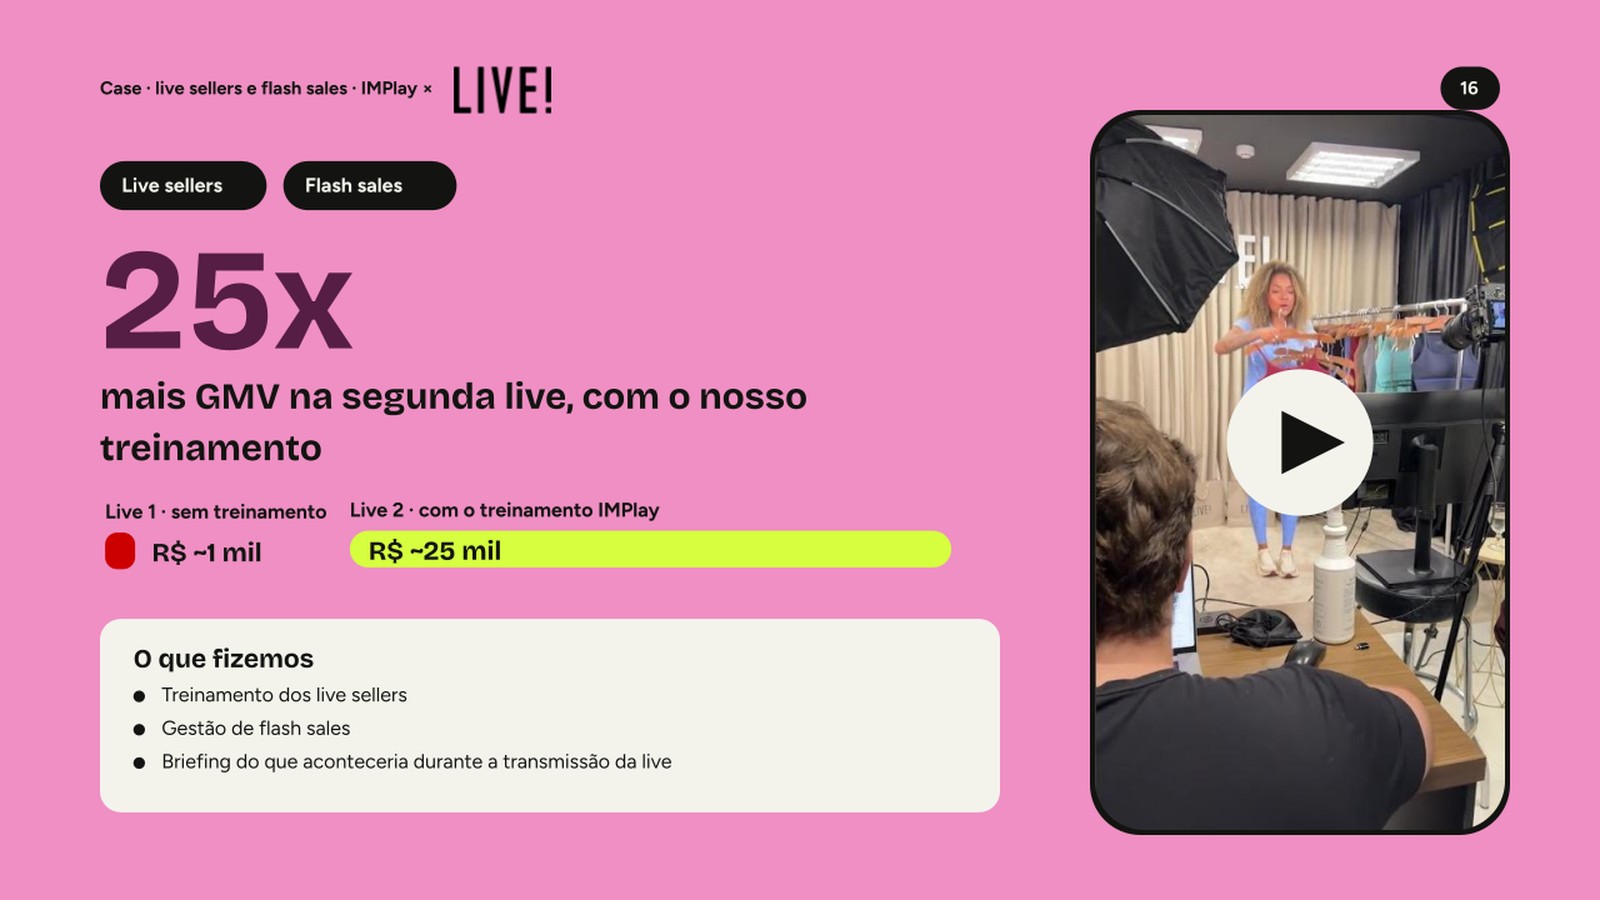 Case · live sellers e flash sales · IMPlay × LIVE!
16
Live sellers
Flash sales
25x
mais GMV na segunda live, com o nosso
treinamento
Live 1 · sem treinamento
R$ ~1 mil
Live 2 · com o treinamento IMPlay
R$ ~25 mil
O que fizemos
Treinamento dos live sellers
Gestão de flash sales
Briefing do que aconteceria durante a transmissão da live